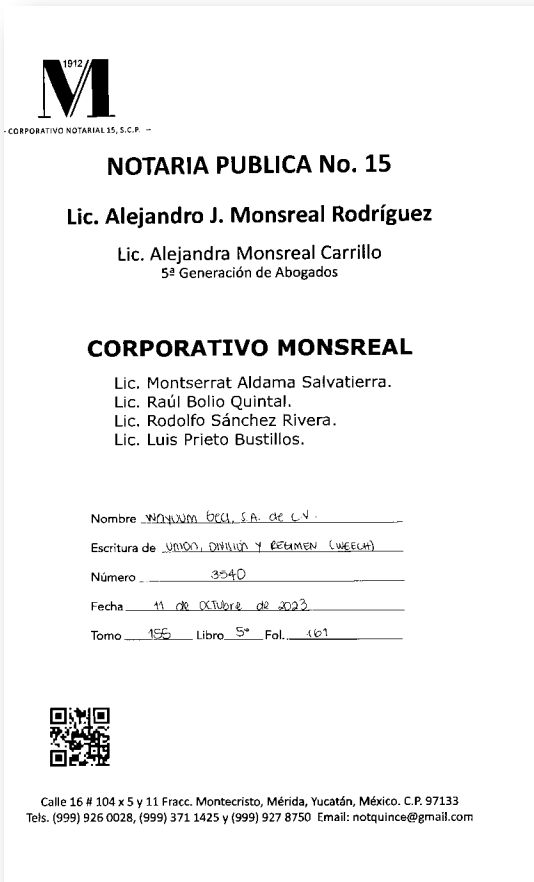 1912
M
- CORPORATIVO NOTARIAL 15, S.C.P. -
NOTARIA PUBLICA No. 15
Lic. Alejandro J. Monsreal Rodríguez
Lic. Alejandra Monsreal Carrillo
5ª Generación de Abogados
CORPORATIVO MONSREAL
Lic. Montserrat Aldama Salvatierra.
Lic. Raúl Bolio Quintal.
Lic. Rodolfo Sánchez Rivera.
Lic. Luis Prieto Bustillos.
Nombre S.A. de C.V.
Escritura de UNION, DIVISIÓN Y REGIMEN (WEECH)
Número 3540
Fecha 11 de OCTUbre de 2023
Tomo 155 Libro 5° Fol. 161
Calle 16 # 104 x 5 y 11 Fracc. Montecristo, Mérida, Yucatán, México. C.P. 97133
Tels. (999) 926 0028, (999) 371 1425 y (999) 927 8750 Email: notquince@gmail.com